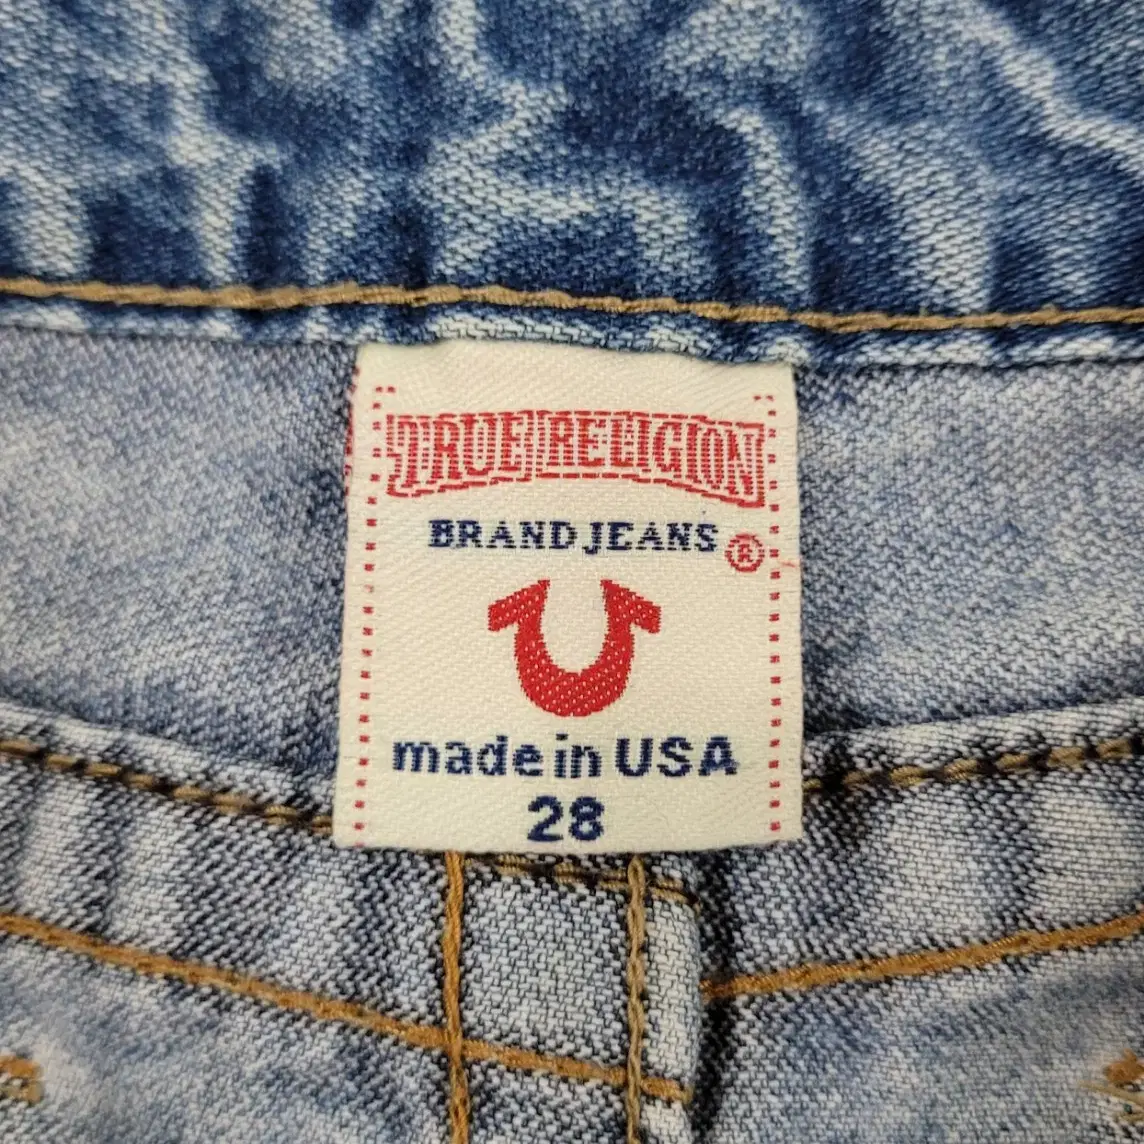 TRUE RELIGION
BRAND JEANS ®
made in USA
28